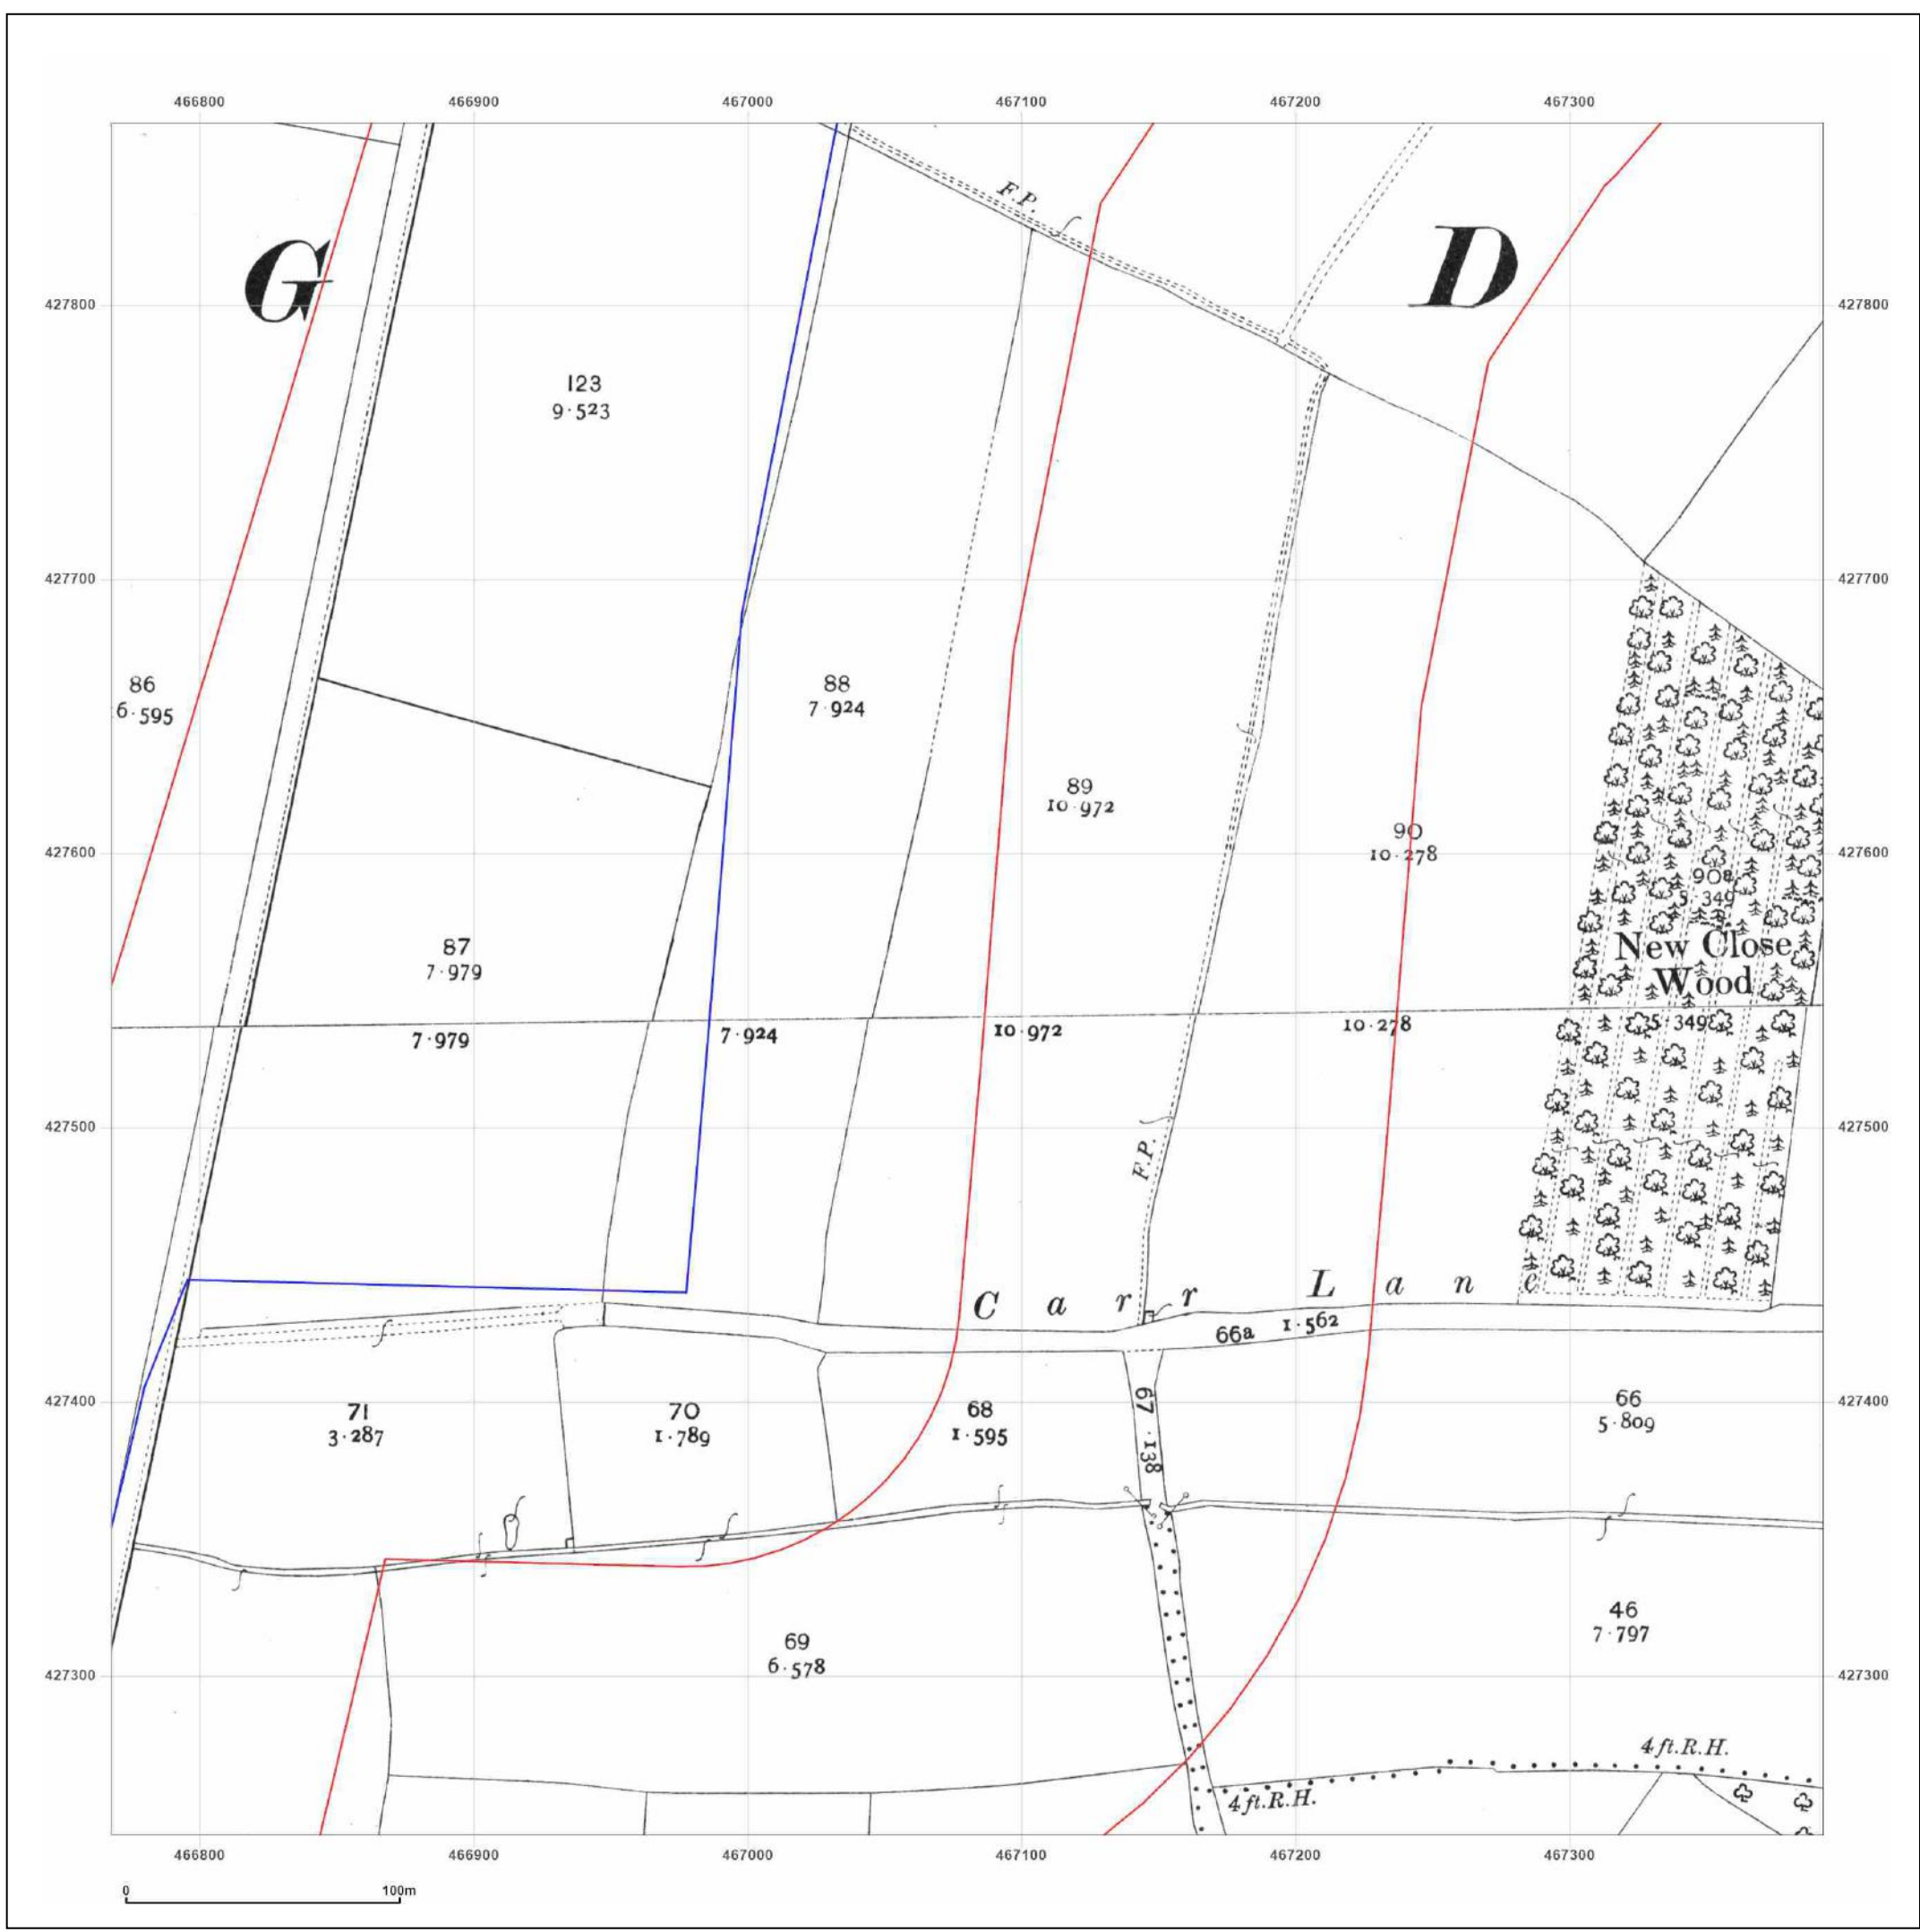 466800 466900 467000 467100 467200 467300
F.P.
G
D
427800 427800
123
9·523
427700 427700
86
6·595
88
7·924
89
10·972
90
10·278
427600 427600
90a
5·349
New Close
Wood
87
7·979
7·979 7·924 10·972 10·278 5·349
427500 427500
F.P.
Carr Lane
66a 1·562
427400 427400
71
3·287
70
1·789
68
1·595
67 ·138
66
5·809
69
6·578
46
7·797
427300 427300
4 ft. R.H.
4 ft. R.H.
466800 466900 467000 467100 467200 467300
0 100m